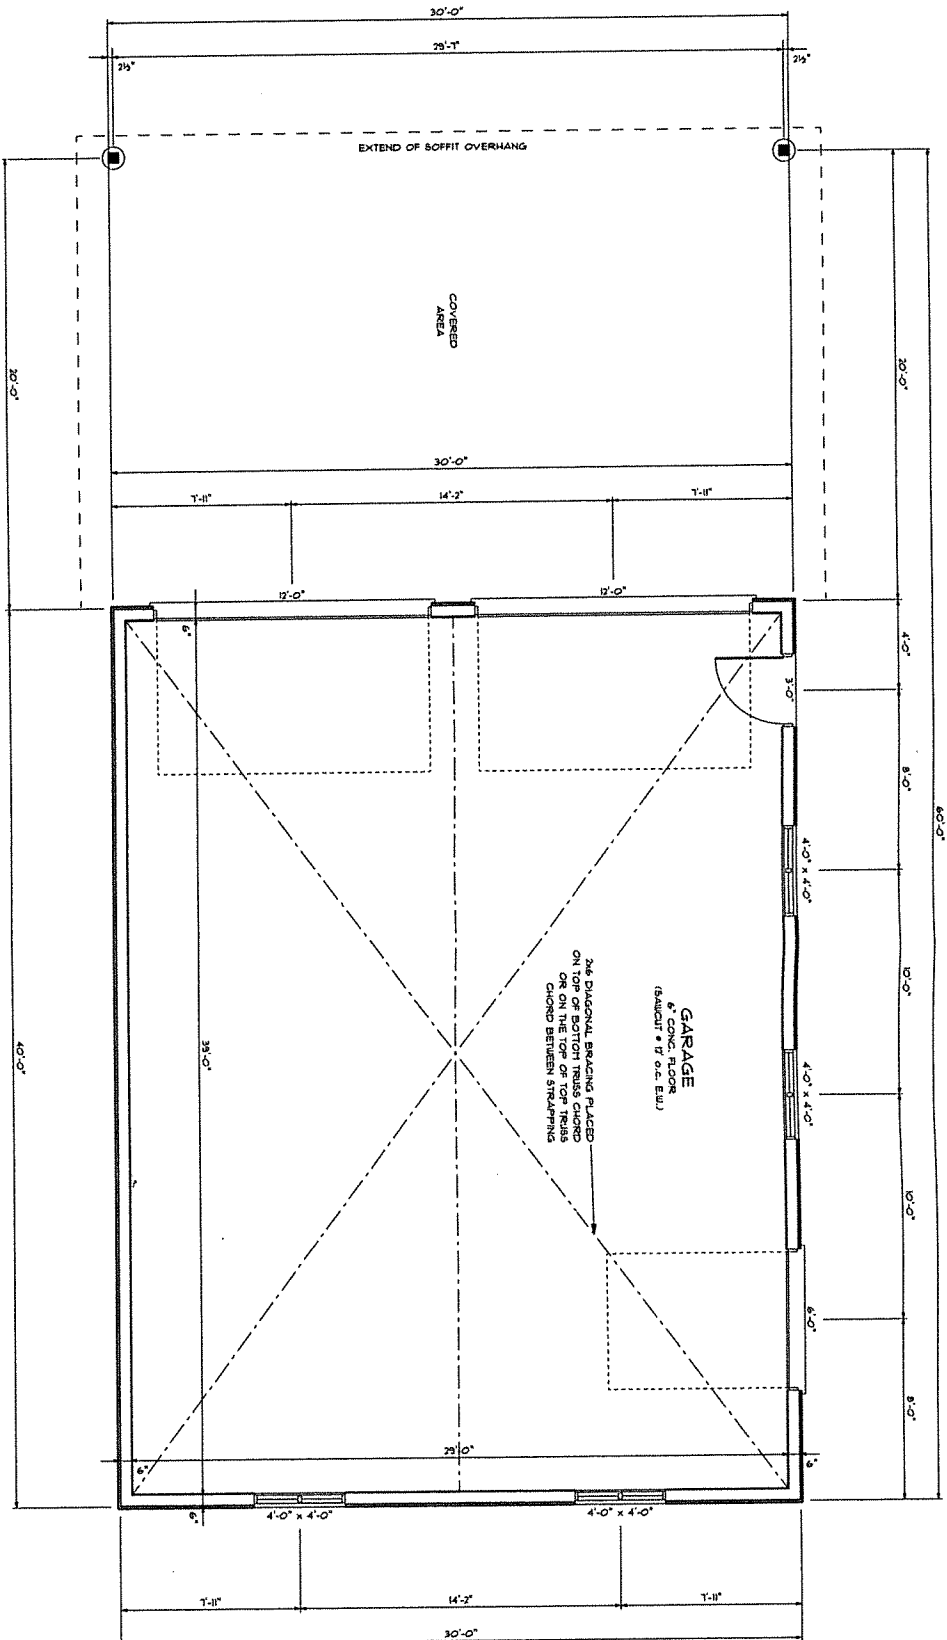 30'-0"
29'-7"
2½"
2½"
EXTEND OF SOFFIT OVERHANG
COVERED
AREA
20'-0"
20'-0"
60'-0"
30'-0"
7'-11"
14'-2"
7'-11"
12'-0"
12'-0"
6"
4'-0"
3'-0"
8'-0"
4'-0" x 4'-0"
10'-0"
4'-0" x 4'-0"
GARAGE
6" CONC. FLOOR
2x6 DIAGONAL BRACING PLACED
ON TOP OF BOTTOM TRUSS CHORD
OR ON THE TOP OF TOP TRUSS
CHORD BETWEEN STRAPPING
39'-0"
40'-0"
10'-0"
6'-0"
8'-0"
29'-0"
6"
6"
6"
4'-0" x 4'-0"
4'-0" x 4'-0"
7'-11"
14'-2"
7'-11"
30'-0"